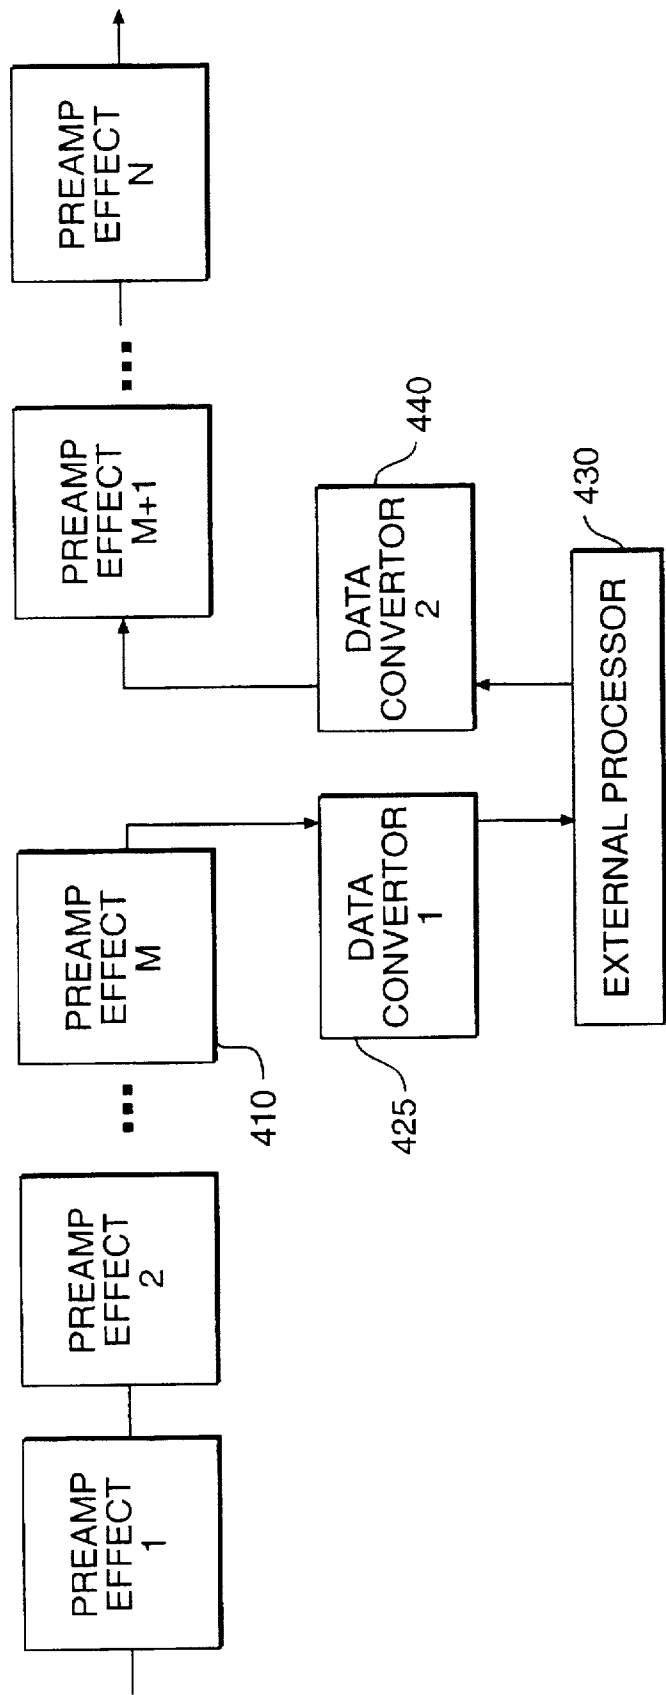 PREAMP
EFFECT
1
PREAMP
EFFECT
2
...
PREAMP
EFFECT
M
410
PREAMP
EFFECT
M+1
...
PREAMP
EFFECT
N
DATA
CONVERTOR
1
425
DATA
CONVERTOR
2
440
EXTERNAL PROCESSOR
430